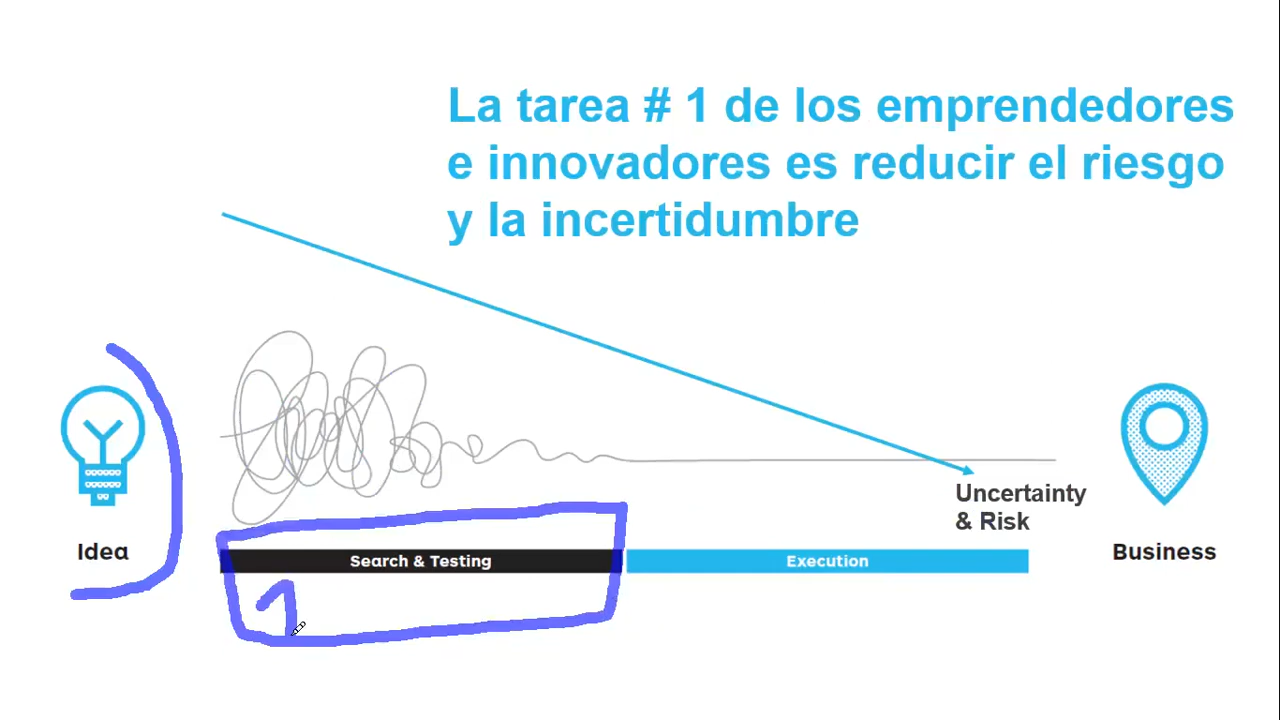 La tarea # 1 de los emprendedores
e innovadores es reducir el riesgo
y la incertidumbre
Uncertainty
& Risk
Idea
Business
Search & Testing
Execution
1